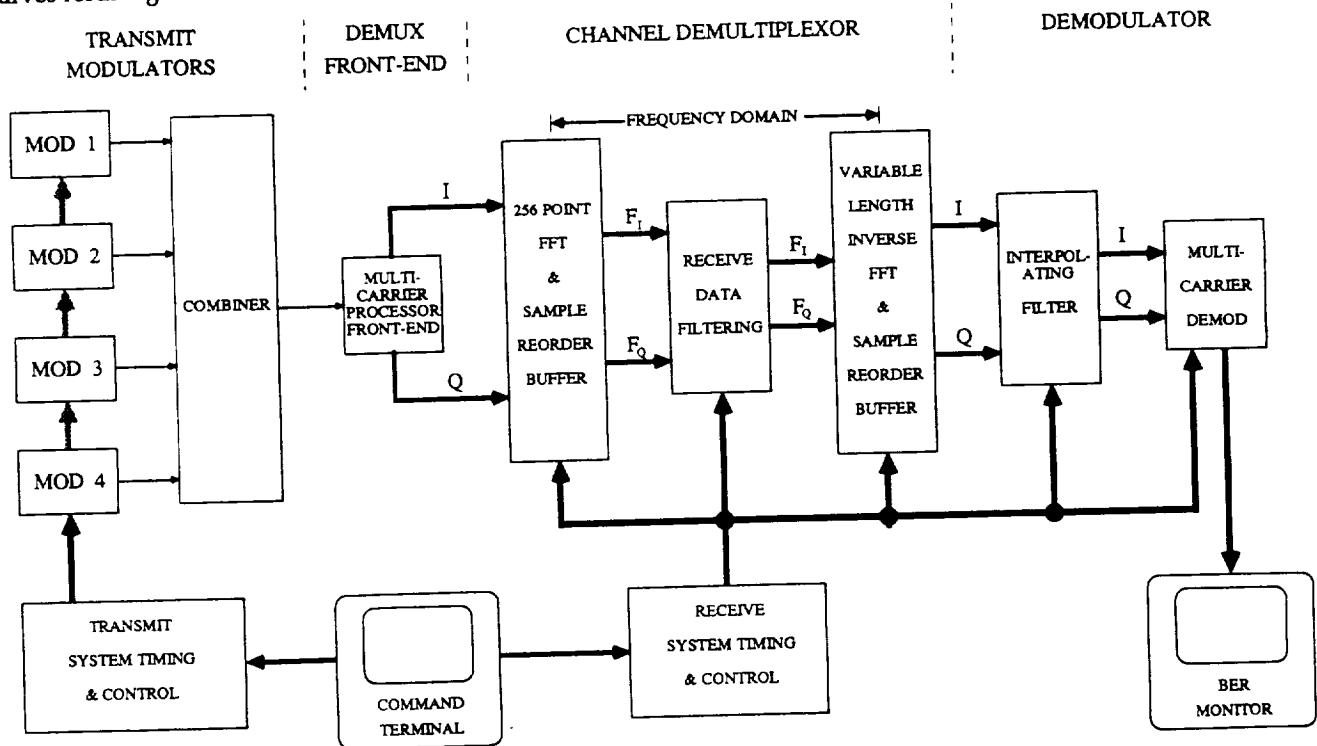 TRANSMIT
MODULATORS
DEMUX
FRONT-END
CHANNEL DEMULTIPLEXOR
DEMODULATOR
FREQUENCY DOMAIN
MOD 1
MOD 2
MOD 3
MOD 4
COMBINER
MULTI-
CARRIER
PROCESSOR
FRONT-END
I
Q
256 POINT
FFT
&
SAMPLE
REORDER
BUFFER
F_I
F_Q
RECEIVE
DATA
FILTERING
F_I
F_Q
VARIABLE
LENGTH
INVERSE
FFT
&
SAMPLE
REORDER
BUFFER
I
Q
INTERPOL-
ATING
FILTER
I
Q
MULTI-
CARRIER
DEMOD
TRANSMIT
SYSTEM TIMING
& CONTROL
COMMAND
TERMINAL
RECEIVE
SYSTEM TIMING
& CONTROL
BER
MONITOR